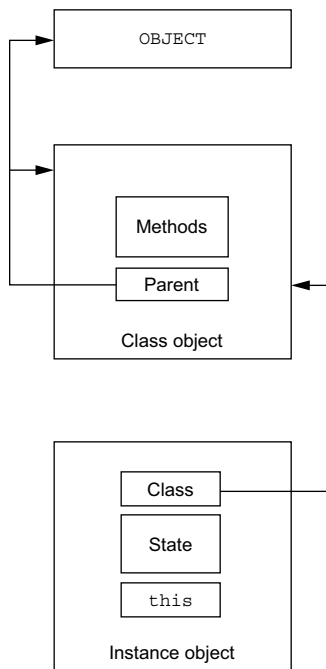 OBJECT
Methods
Parent
Class object
Class
State
this
Instance object